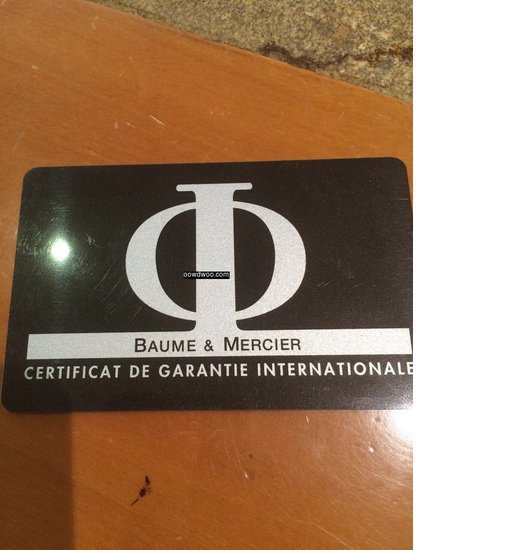 oowdwoo.com
BAUME & MERCIER
CERTIFICAT DE GARANTIE INTERNATIONALE